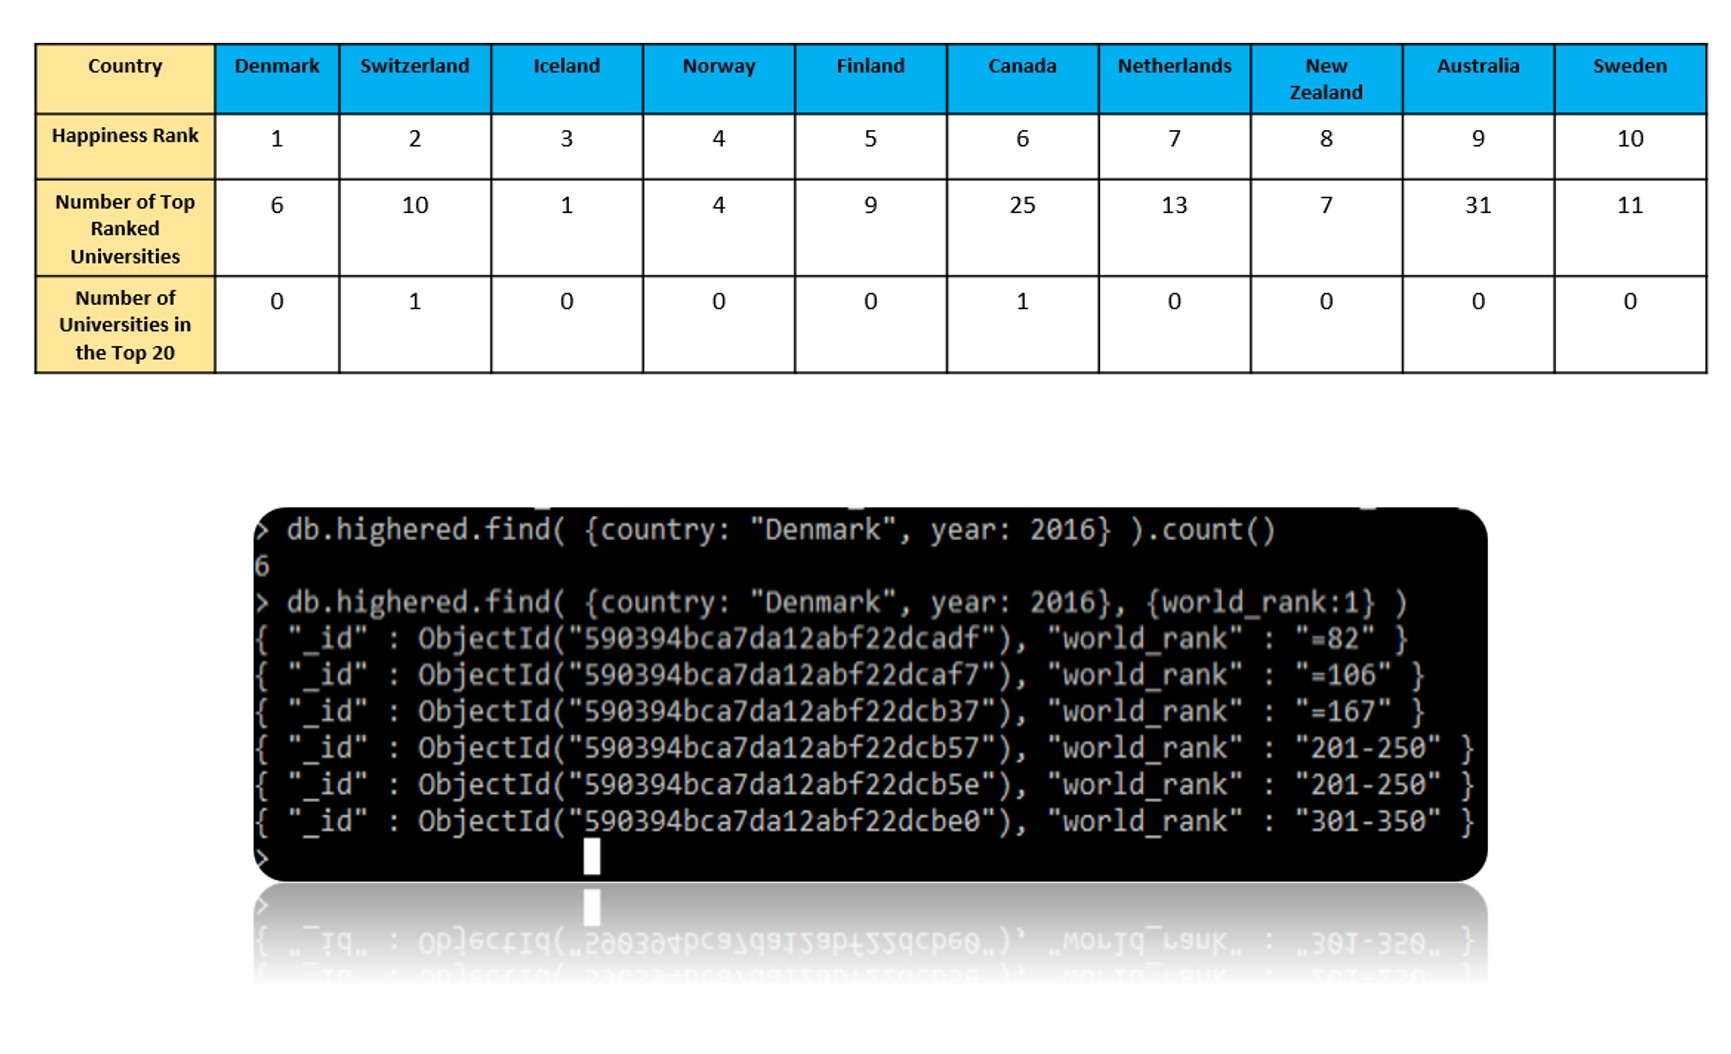 Country Denmark Switzerland Iceland Norway Finland Canada Netherlands New Zealand Australia Sweden
Happiness Rank 1 2 3 4 5 6 7 8 9 10
Number of Top Ranked Universities 6 10 1 4 9 25 13 7 31 11
Number of Universities in the Top 20 0 1 0 0 0 1 0 0 0 0
> db.highered.find( {country: "Denmark", year: 2016} ).count()
6
> db.highered.find( {country: "Denmark", year: 2016}, {world_rank:1} )
{ "_id" : ObjectId("590394bca7da12abf22dcadf"), "world_rank" : "=82" }
{ "_id" : ObjectId("590394bca7da12abf22dcaf7"), "world_rank" : "=106" }
{ "_id" : ObjectId("590394bca7da12abf22dcb37"), "world_rank" : "=167" }
{ "_id" : ObjectId("590394bca7da12abf22dcb57"), "world_rank" : "201-250" }
{ "_id" : ObjectId("590394bca7da12abf22dcb5e"), "world_rank" : "201-250" }
{ "_id" : ObjectId("590394bca7da12abf22dcbe0"), "world_rank" : "301-350" }
>